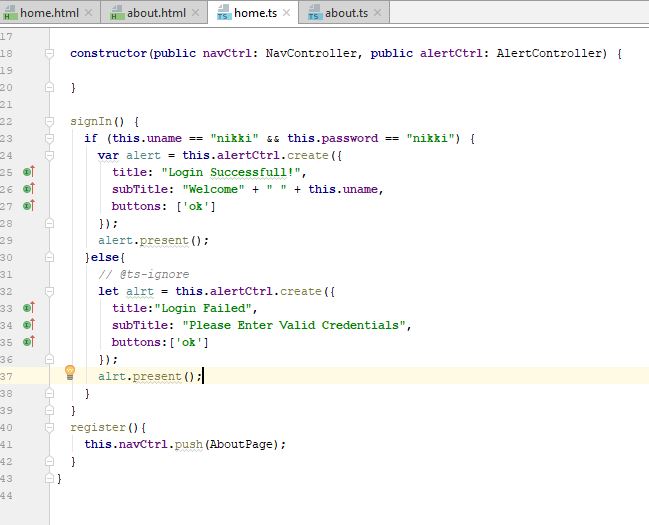 home.html about.html home.ts about.ts
17
18 constructor(public navCtrl: NavController, public alertCtrl: AlertController) {
19
20 }
21
22 signIn() {
23 if (this.uname == "nikki" && this.password == "nikki") {
24 var alert = this.alertCtrl.create({
25 title: "Login Successfull!",
26 subTitle: "Welcome" + " " + this.uname,
27 buttons: ['ok']
28 });
29 alert.present();
30 }else{
31 // @ts-ignore
32 let alrt = this.alertCtrl.create({
33 title:"Login Failed",
34 subTitle: "Please Enter Valid Credentials",
35 buttons:['ok']
36 });
37 alrt.present();
38 }
39 }
40 register(){
41 this.navCtrl.push(AboutPage);
42 }
43 }
44